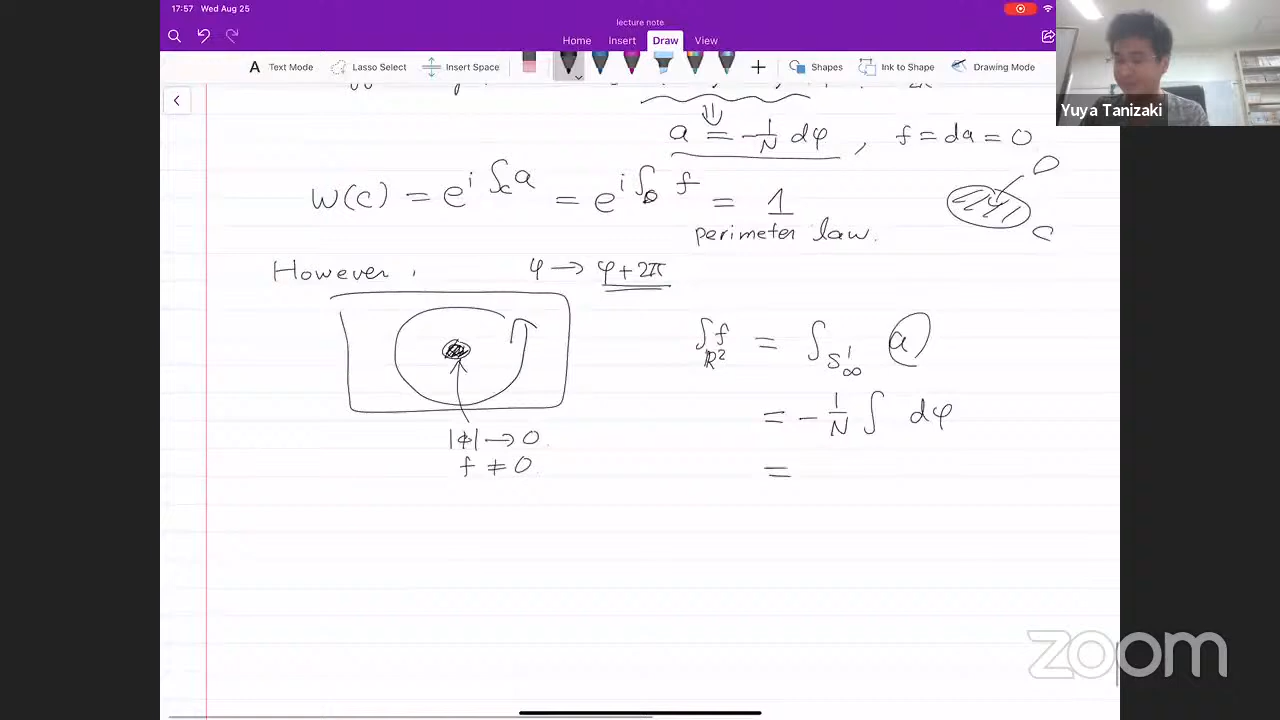 17:57 Wed Aug 25
lecture note
Home Insert Draw View
Text Mode Lasso Select Insert Space Shapes Ink to Shape Drawing Mode
Yuya Tanizaki
a = -1/N dφ , f = da = 0
W(C) = e^{i ∫_C a} = e^{i ∫_D f} = 1
D
C
perimeter law.
However, φ → φ + 2π
∫_{R²} f = ∫_{S¹_∞} a
= -1/N ∫ dφ
|ϕ| → 0.
f ≠ 0.
=
zoom